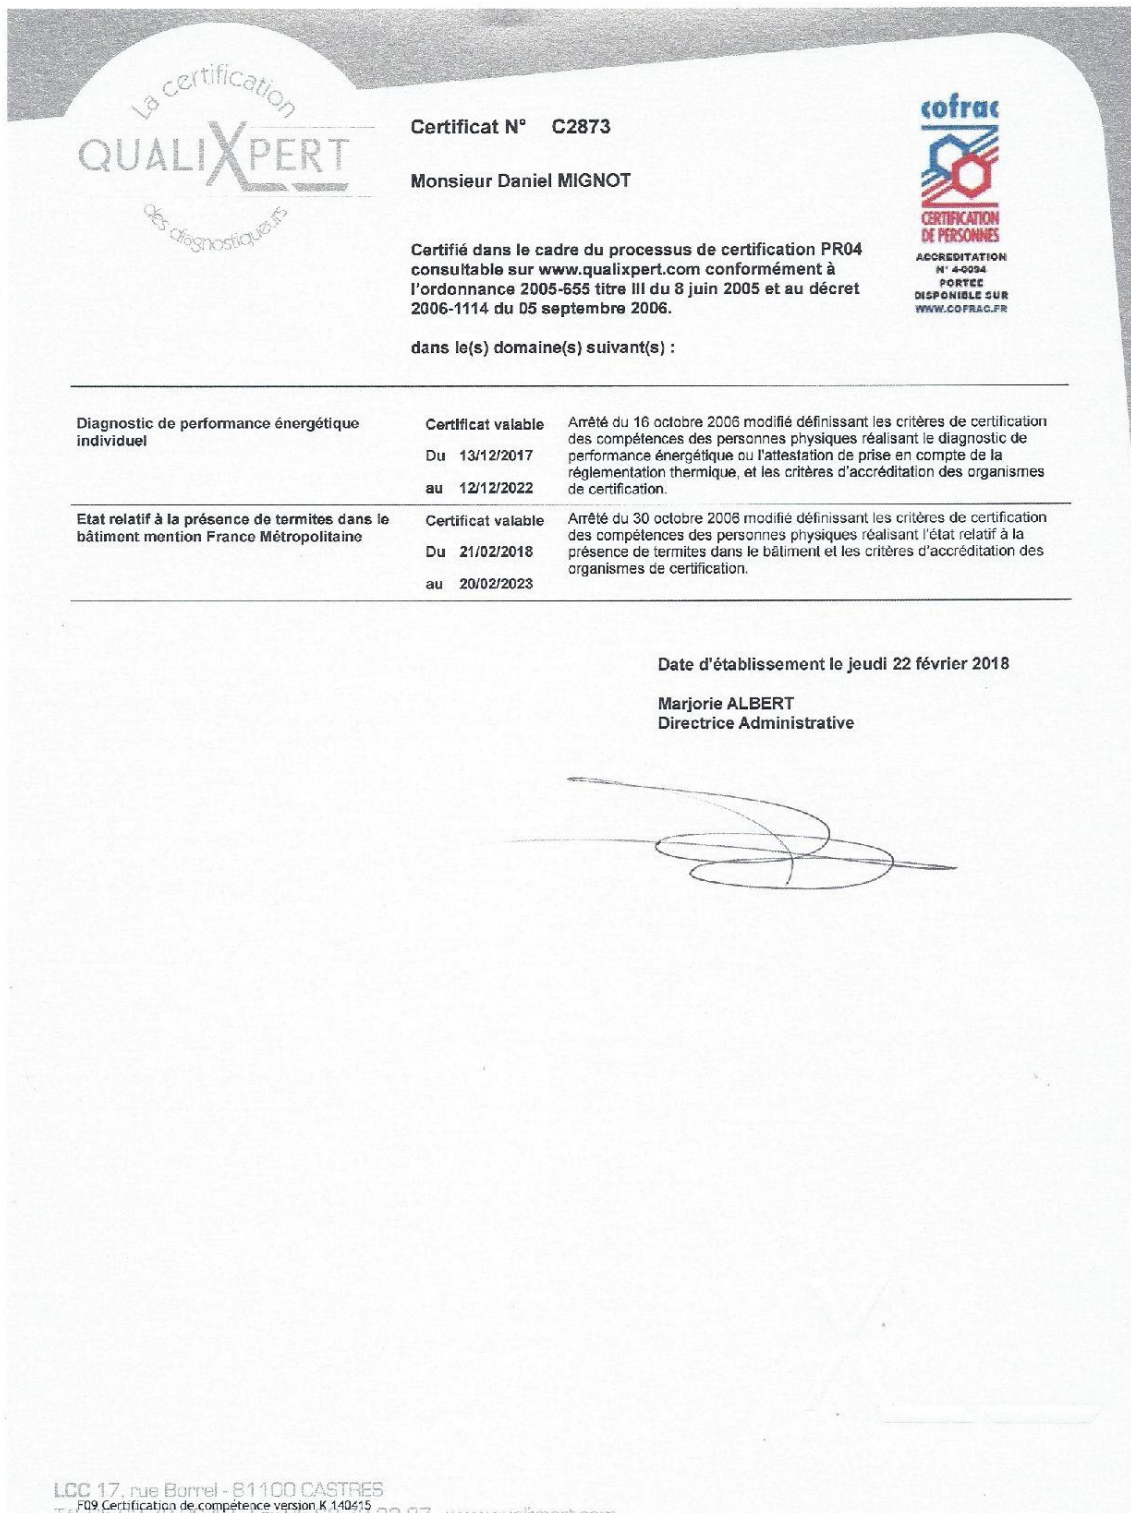 La certification
QUALIXPERT
des diagnostiqueurs
Certificat N° C2873
Monsieur Daniel MIGNOT
Certifié dans le cadre du processus de certification PR04
consultable sur www.qualixpert.com conformément à
l'ordonnance 2005-655 titre III du 8 juin 2005 et au décret
2006-1114 du 05 septembre 2006.
dans le(s) domaine(s) suivant(s) :
cofrac
CERTIFICATION
DE PERSONNES
ACCREDITATION
N° 4-0094
PORTEE
DISPONIBLE SUR
WWW.COFRAC.FR
Diagnostic de performance énergétique
individuel
Certificat valable
Du 13/12/2017
au 12/12/2022
Arrêté du 16 octobre 2006 modifié définissant les critères de certification
des compétences des personnes physiques réalisant le diagnostic de
performance énergétique ou l'attestation de prise en compte de la
réglementation thermique, et les critères d'accréditation des organismes
de certification.
Etat relatif à la présence de termites dans le
bâtiment mention France Métropolitaine
Certificat valable
Du 21/02/2018
au 20/02/2023
Arrêté du 30 octobre 2006 modifié définissant les critères de certification
des compétences des personnes physiques réalisant l'état relatif à la
présence de termites dans le bâtiment et les critères d'accréditation des
organismes de certification.
Date d'établissement le jeudi 22 février 2018
Marjorie ALBERT
Directrice Administrative
LCC 17, rue Borrel - 81100 CASTRES
F09 Certification de compétence version K 140415